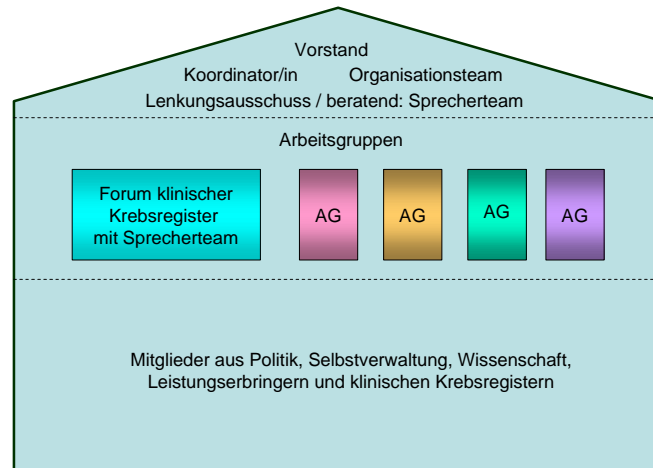 Vorstand
Koordinator/in Organisationsteam
Lenkungsausschuss / beratend: Sprecherteam
Arbeitsgruppen
Forum klinischer
Krebsregister
mit Sprecherteam
AG
AG
AG
AG
Mitglieder aus Politik, Selbstverwaltung, Wissenschaft,
Leistungserbringern und klinischen Krebsregistern